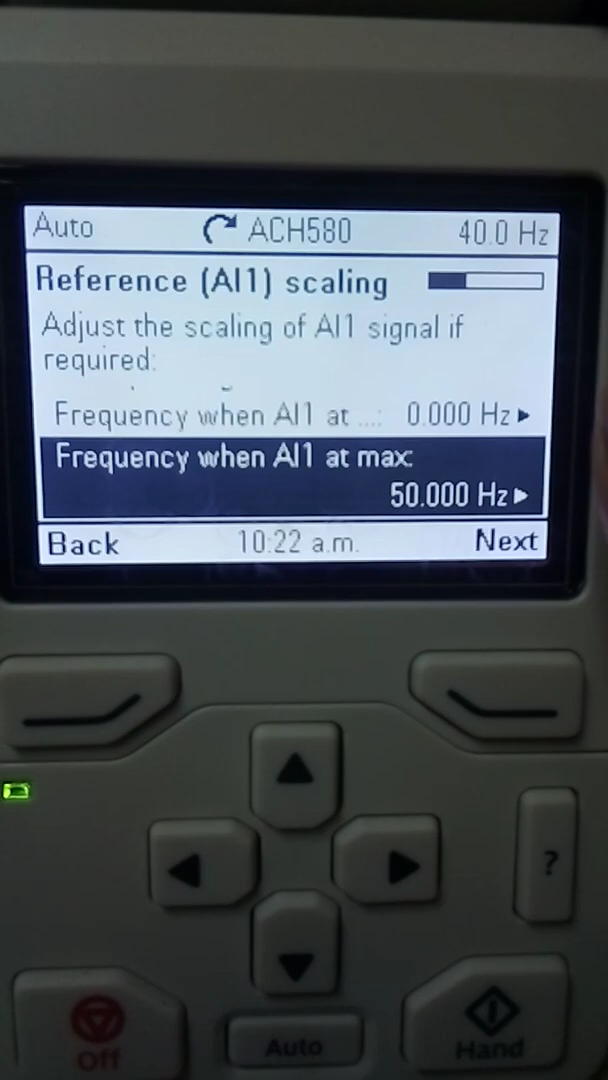 Auto ACH580 40.0 Hz
Reference (AI1) scaling
Adjust the scaling of AI1 signal if
required:
Frequency when AI1 at ...: 0.000 Hz
Frequency when AI1 at max:
50.000 Hz
Back 10:22 a.m. Next
?
Off Auto Hand